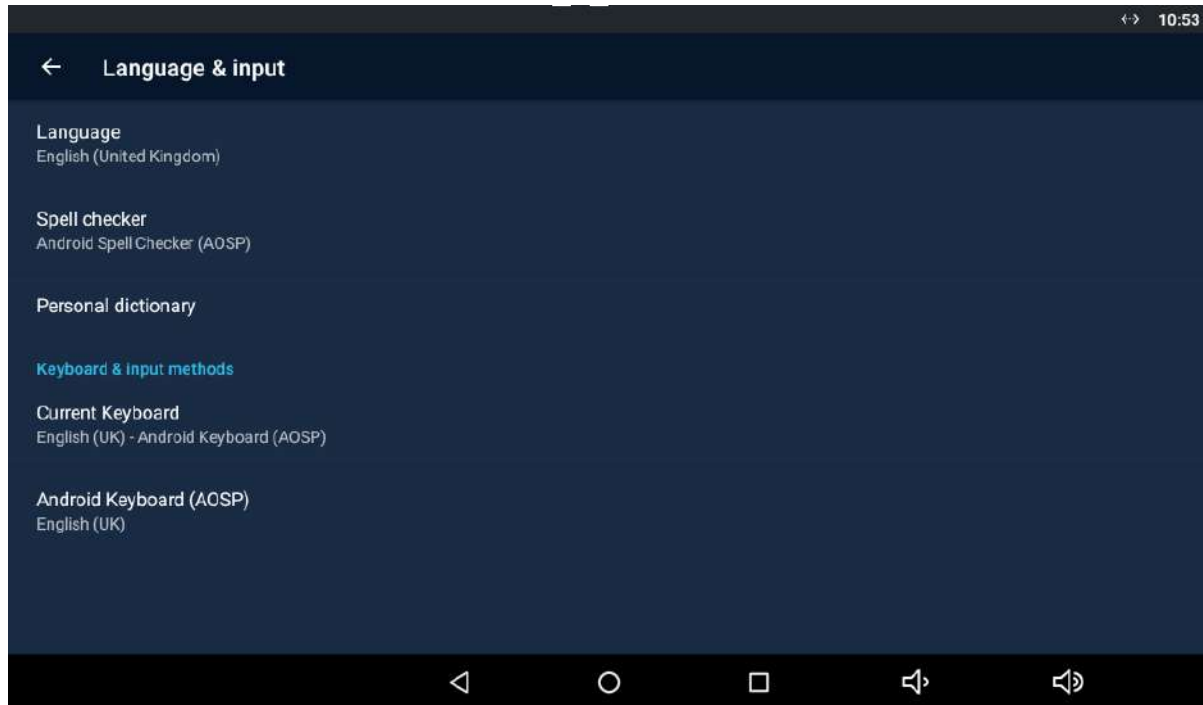 10:53
Language & input
Language
English (United Kingdom)
Spell checker
Android Spell Checker (AOSP)
Personal dictionary
Keyboard & input methods
Current Keyboard
English (UK) - Android Keyboard (AOSP)
Android Keyboard (AOSP)
English (UK)